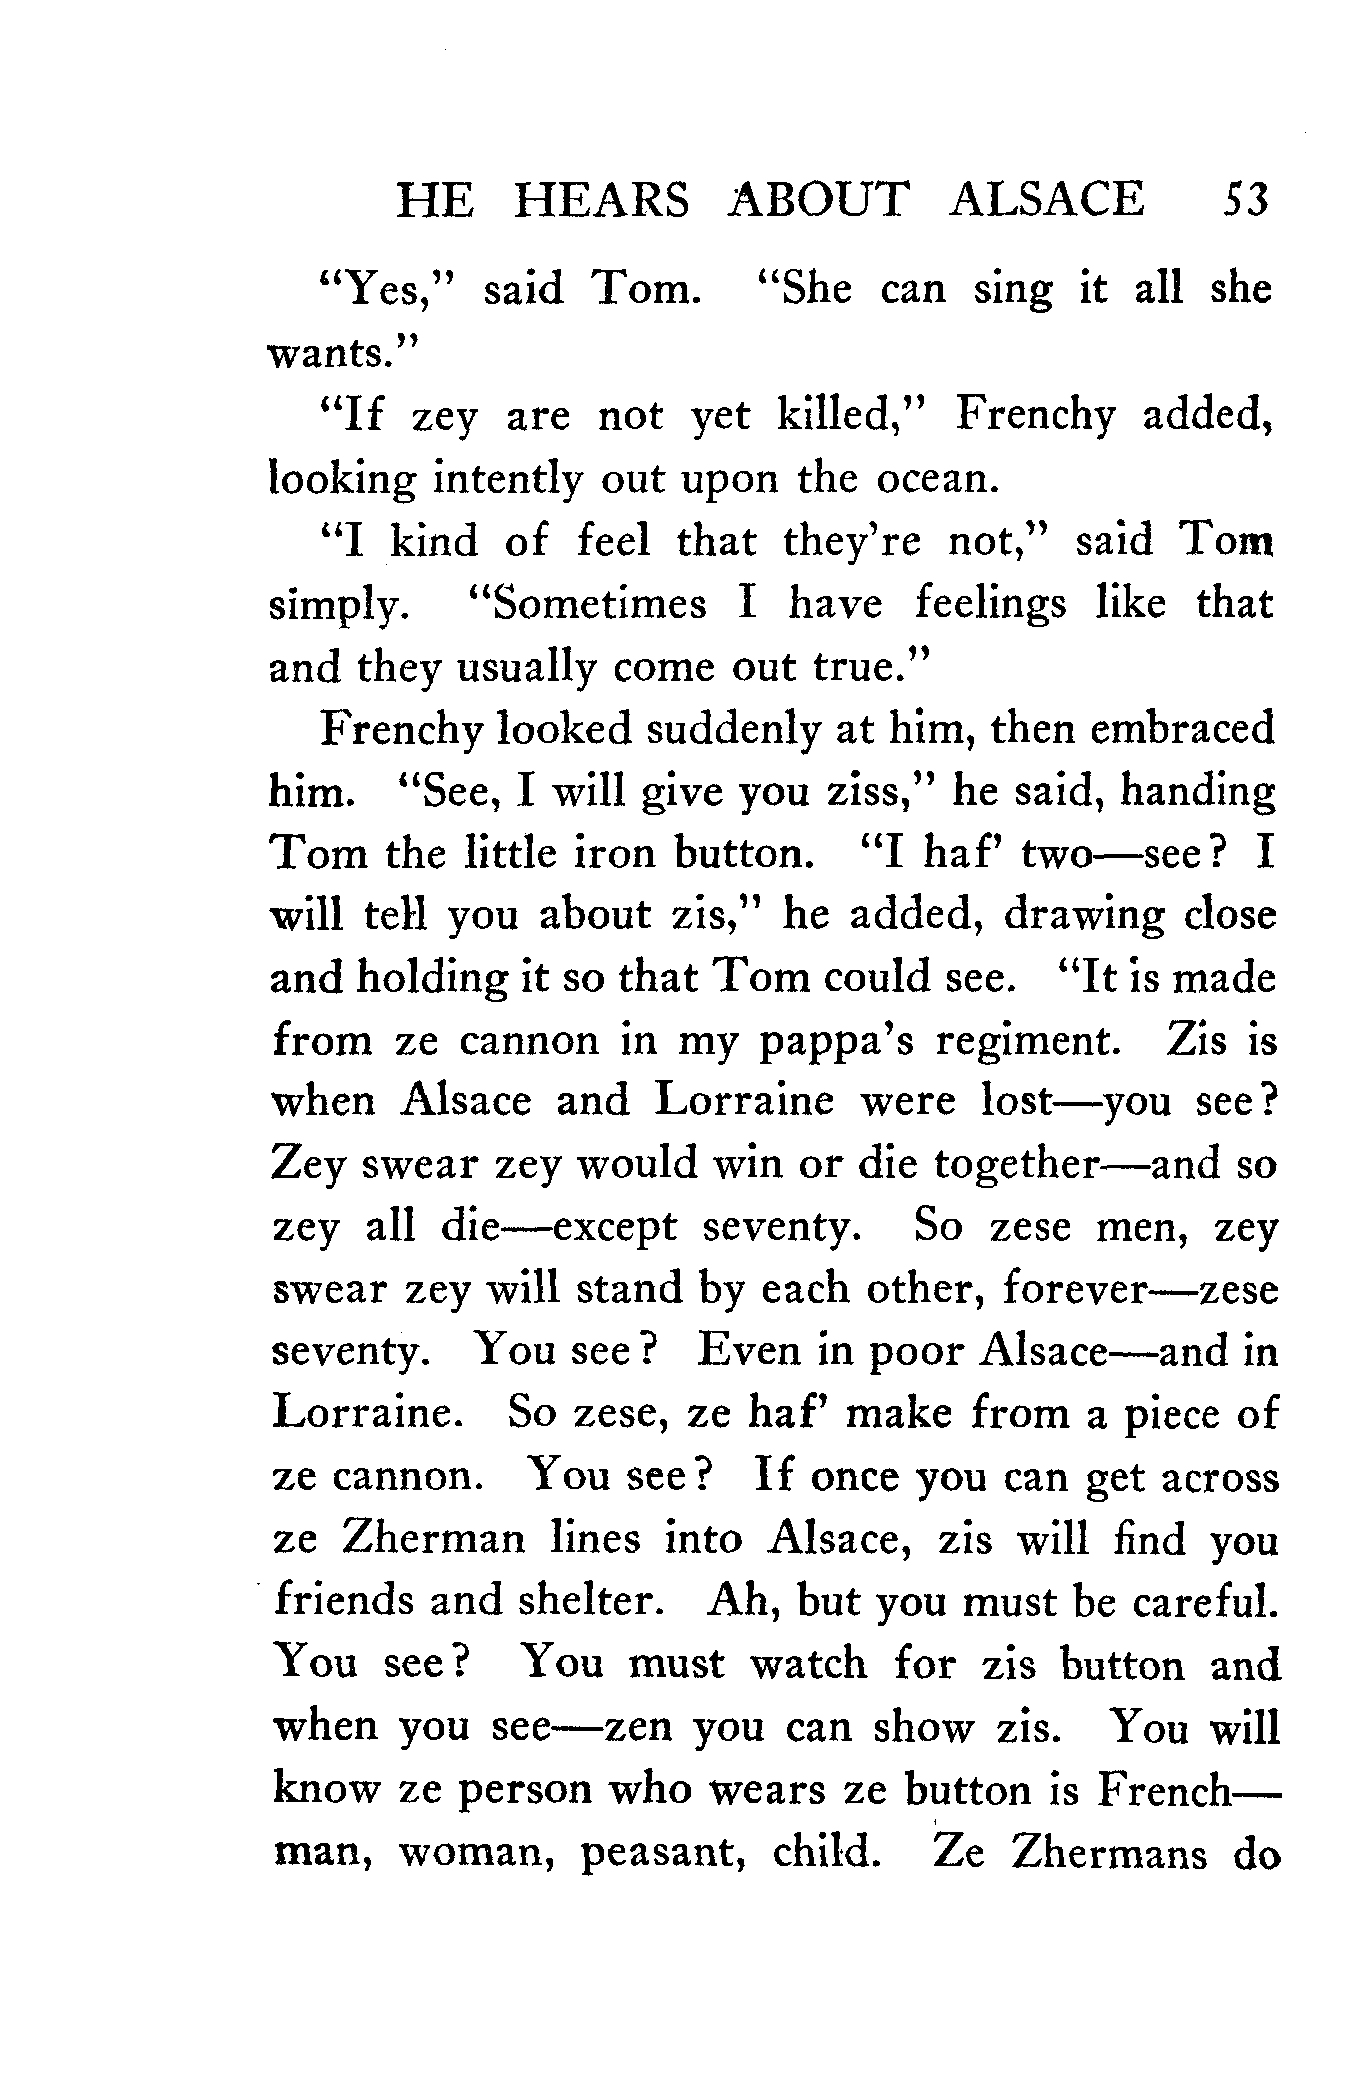 HE HEARS ABOUT ALSACE 53
“Yes,” said Tom. “She can sing it all she
wants.”
“If zey are not yet killed,” Frenchy added,
looking intently out upon the ocean.
“I kind of feel that they’re not,” said Tom
simply. “Sometimes I have feelings like that
and they usually come out true.”
Frenchy looked suddenly at him, then embraced
him. “See, I will give you ziss,” he said, handing
Tom the little iron button. “I haf’ two—see? I
will tell you about zis,” he added, drawing close
and holding it so that Tom could see. “It is made
from ze cannon in my pappa’s regiment. Zis is
when Alsace and Lorraine were lost—you see?
Zey swear zey would win or die together—and so
zey all die—except seventy. So zese men, zey
swear zey will stand by each other, forever—zese
seventy. You see? Even in poor Alsace—and in
Lorraine. So zese, ze haf’ make from a piece of
ze cannon. You see? If once you can get across
ze Zherman lines into Alsace, zis will find you
friends and shelter. Ah, but you must be careful.
You see? You must watch for zis button and
when you see—zen you can show zis. You will
know ze person who wears ze button is French—
man, woman, peasant, child. Ze Zhermans do